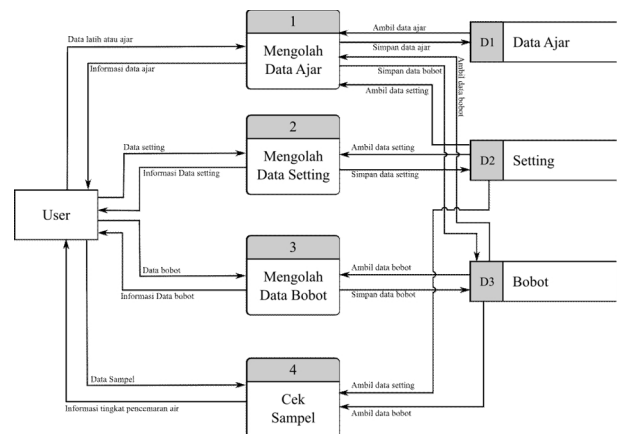 1
Mengolah
Data Ajar
Data latih atau ajar
Informasi data ajar
Ambil data ajar
Simpan data ajar
Simpan data bobot
Ambil data setting
Ambil data bobot
D1
Data Ajar
2
Mengolah
Data Setting
Data setting
Informasi Data setting
Ambil data setting
Simpan data setting
D2
Setting
User
3
Mengolah
Data Bobot
Data bobot
Informasi Data bobot
Ambil data bobot
Simpan data bobot
D3
Bobot
4
Cek
Sampel
Data Sampel
Informasi tingkat pencemaran air
Ambil data setting
Ambil data bobot